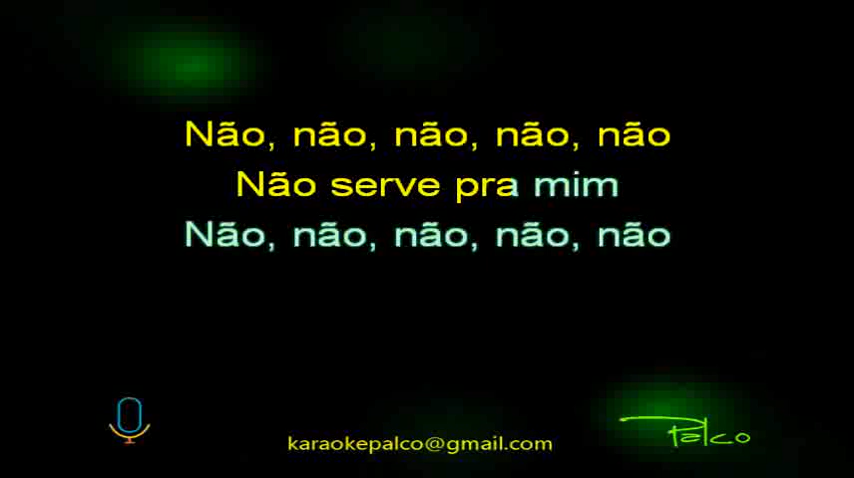 Não, não, não, não, não
Não serve pra mim
Não, não, não, não, não
karaokepalco@gmail.com
Palco